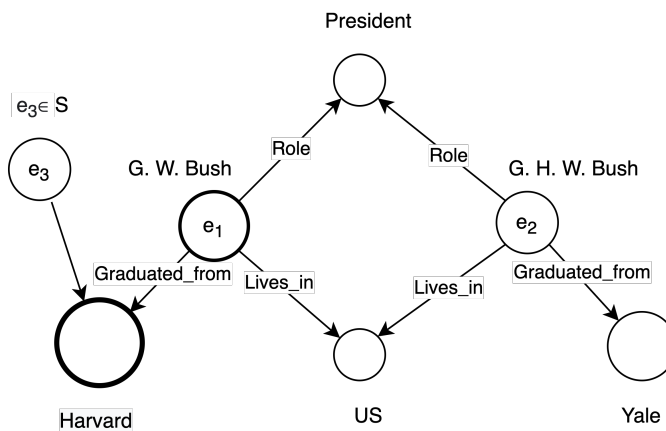 President
e₃∈ S
e₃
G. W. Bush
Role
Role
G. H. W. Bush
e₁
e₂
Graduated_from
Lives_in
Lives_in
Graduated_from
Harvard
US
Yale